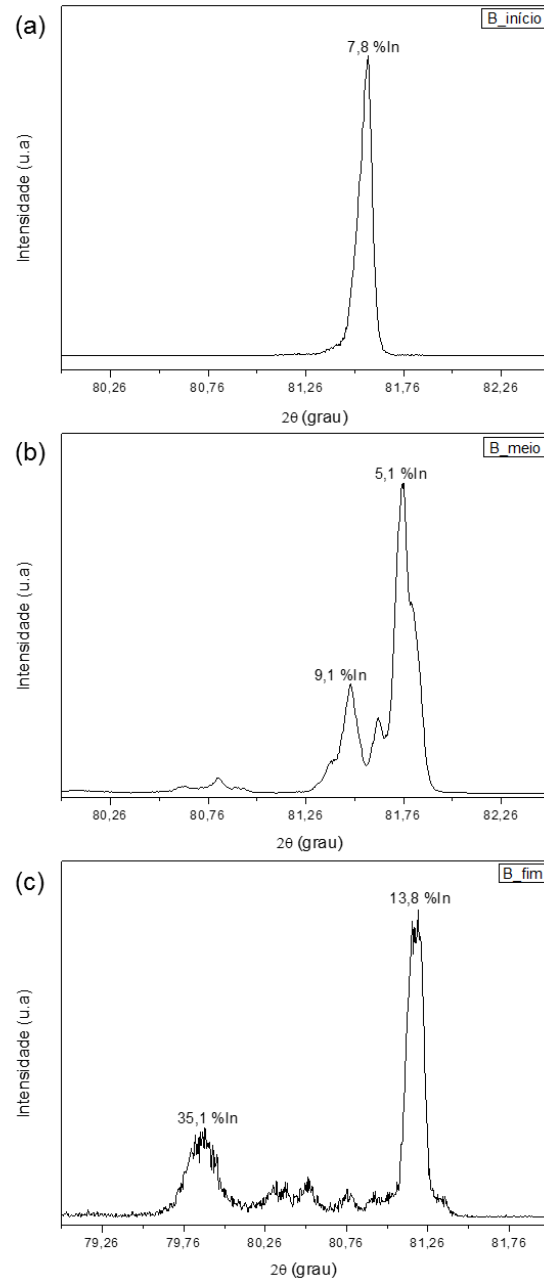 (a)
B_início
7,8 %In
Intensidade (u.a)
80,26 80,76 81,26 81,76 82,26
2θ (grau)
(b)
B_meio
5,1 %In
9,1 %In
Intensidade (u.a)
80,26 80,76 81,26 81,76 82,26
2θ (grau)
(c)
B_fim
13,8 %In
35,1 %In
Intensidade (u.a)
79,26 79,76 80,26 80,76 81,26 81,76
2θ (grau)